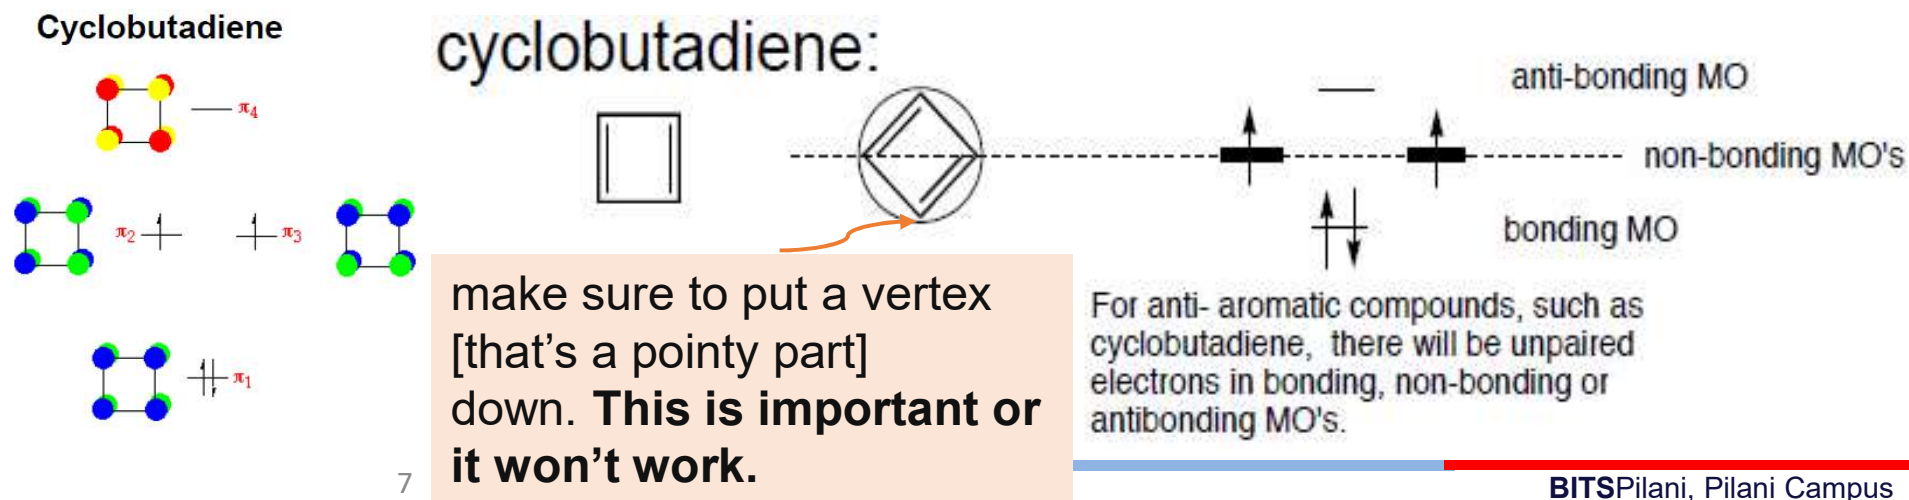 Cyclobutadiene
π4
π2
π3
π1
cyclobutadiene:
anti-bonding MO
non-bonding MO's
bonding MO
make sure to put a vertex
[that’s a pointy part]
down. This is important or
it won’t work.
For anti- aromatic compounds, such as
cyclobutadiene, there will be unpaired
electrons in bonding, non-bonding or
antibonding MO's.
7
BITSPilani, Pilani Campus